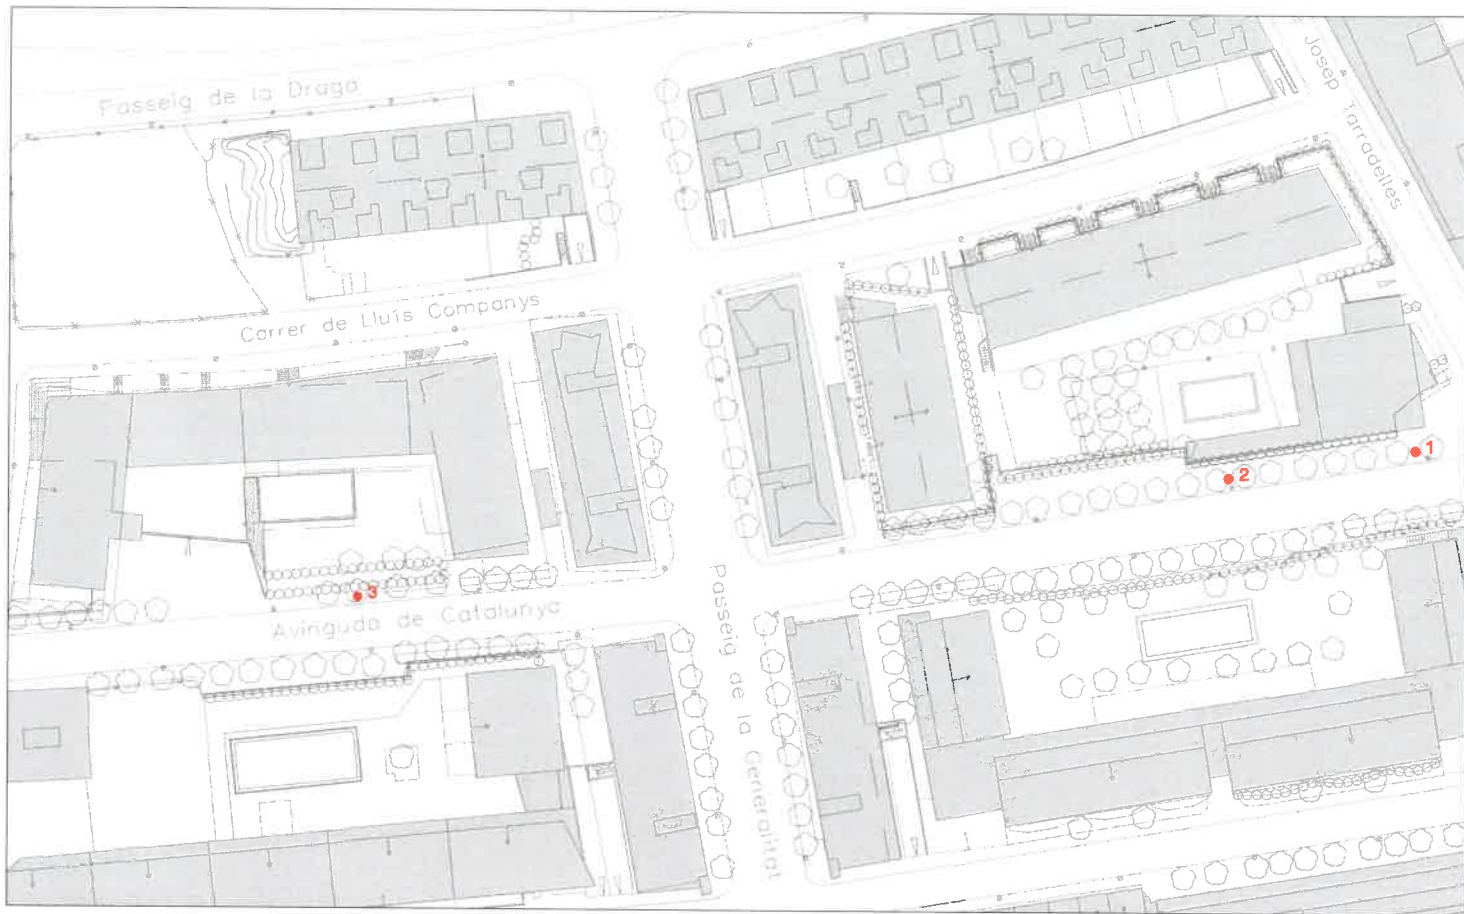 Passeig de la Draga
Josep Tarradelles
Carrer de Lluís Companys
1
2
3
Avinguda de Catalunya
Passeig de la Generalitat